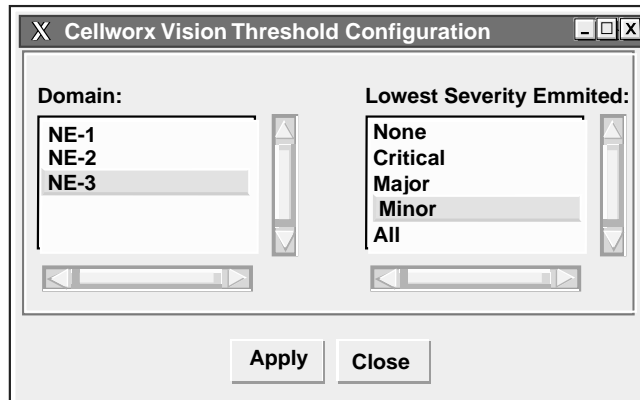 X Cellworx Vision Threshold Configuration
Domain:
NE-1
NE-2
NE-3
Lowest Severity Emmited:
None
Critical
Major
Minor
All
Apply
Close